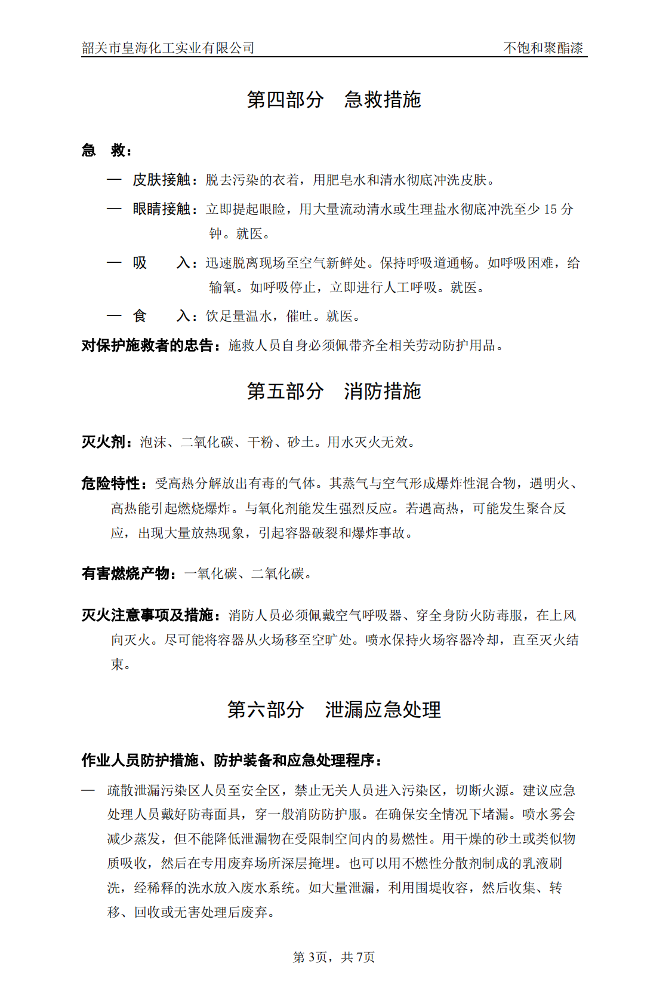 韶关市皇海化工实业有限公司 不饱和聚酯漆
第四部分 急救措施
急 救：
— 皮肤接触：脱去污染的衣着，用肥皂水和清水彻底冲洗皮肤。
— 眼睛接触：立即提起眼睑，用大量流动清水或生理盐水彻底冲洗至少 15 分
钟。就医。
— 吸 入：迅速脱离现场至空气新鲜处。保持呼吸道通畅。如呼吸困难，给
输氧。如呼吸停止，立即进行人工呼吸。就医。
— 食 入：饮足量温水，催吐。就医。
对保护施救者的忠告：施救人员自身必须佩带齐全相关劳动防护用品。
第五部分 消防措施
灭火剂：泡沫、二氧化碳、干粉、砂土。用水灭火无效。
危险特性：受高热分解放出有毒的气体。其蒸气与空气形成爆炸性混合物，遇明火、
高热能引起燃烧爆炸。与氧化剂能发生强烈反应。若遇高热，可能发生聚合反
应，出现大量放热现象，引起容器破裂和爆炸事故。
有害燃烧产物：一氧化碳、二氧化碳。
灭火注意事项及措施：消防人员必须佩戴空气呼吸器、穿全身防火防毒服，在上风
向灭火。尽可能将容器从火场移至空旷处。喷水保持火场容器冷却，直至灭火结
束。
第六部分 泄漏应急处理
作业人员防护措施、防护装备和应急处理程序：
— 疏散泄漏污染区人员至安全区，禁止无关人员进入污染区，切断火源。建议应急
处理人员戴好防毒面具，穿一般消防防护服。在确保安全情况下堵漏。喷水雾会
减少蒸发，但不能降低泄漏物在受限制空间内的易燃性。用干燥的砂土或类似物
质吸收，然后在专用废弃场所深层掩埋。也可以用不燃性分散剂制成的乳液刷
洗，经稀释的洗水放入废水系统。如大量泄漏，利用围堤收容，然后收集、转
移、回收或无害处理后废弃。
第 3页，共 7页